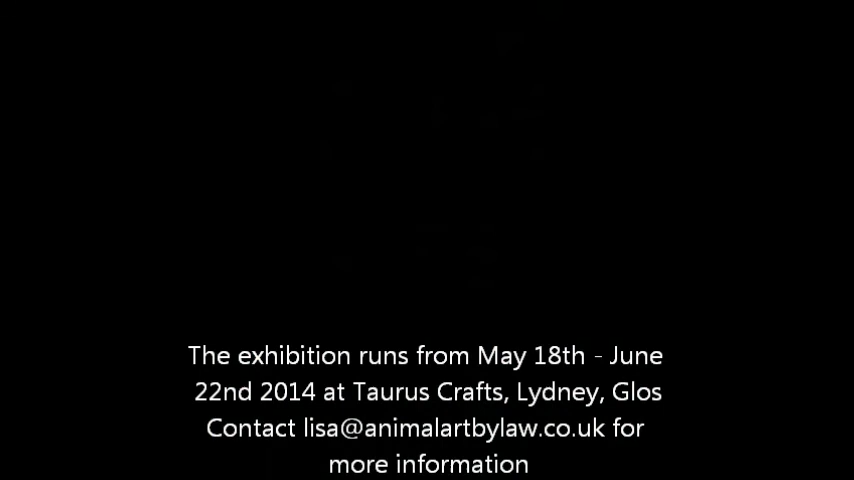 The exhibition runs from May 18th - June
22nd 2014 at Taurus Crafts, Lydney, Glos
Contact lisa@animalartbylaw.co.uk for
more information